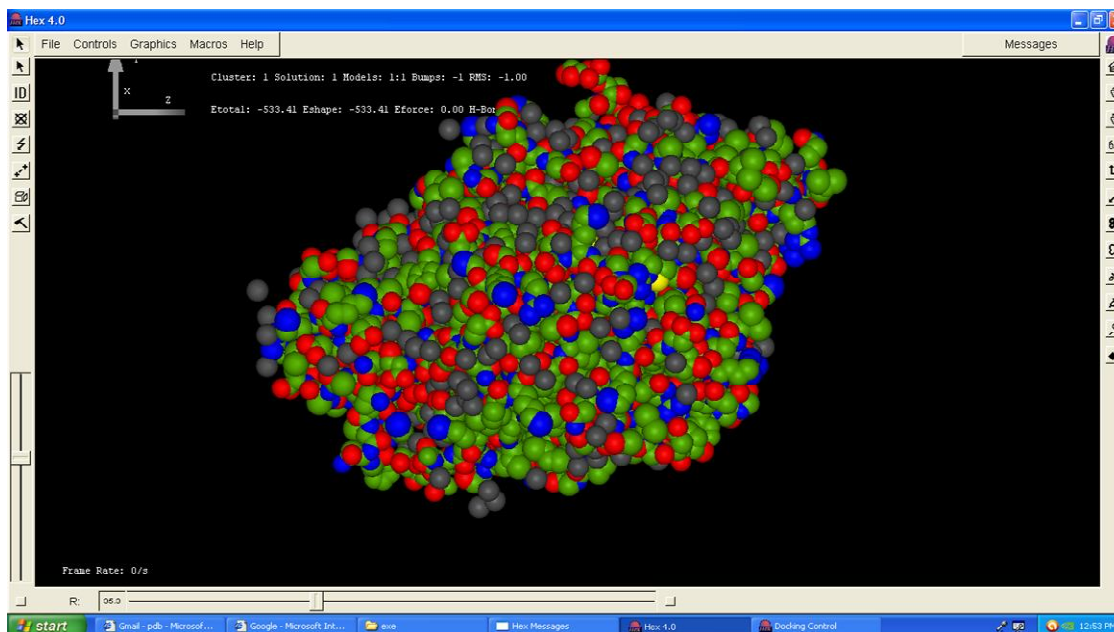 Hex 4.0
File Controls Graphics Macros Help Messages
ID
X
Z
Cluster: 1 Solution: 1 Models: 1:1 Bumps: -1 RMS: -1.00
Etotal: -533.41 Eshape: -533.41 Eforce: 0.00 H-Bon
Frame Rate: 0/s
R:
start Gmail - pdb - Microsof... Google - Microsoft Int... exe Hex Messages Hex 4.0 Docking Control 12:53 PM